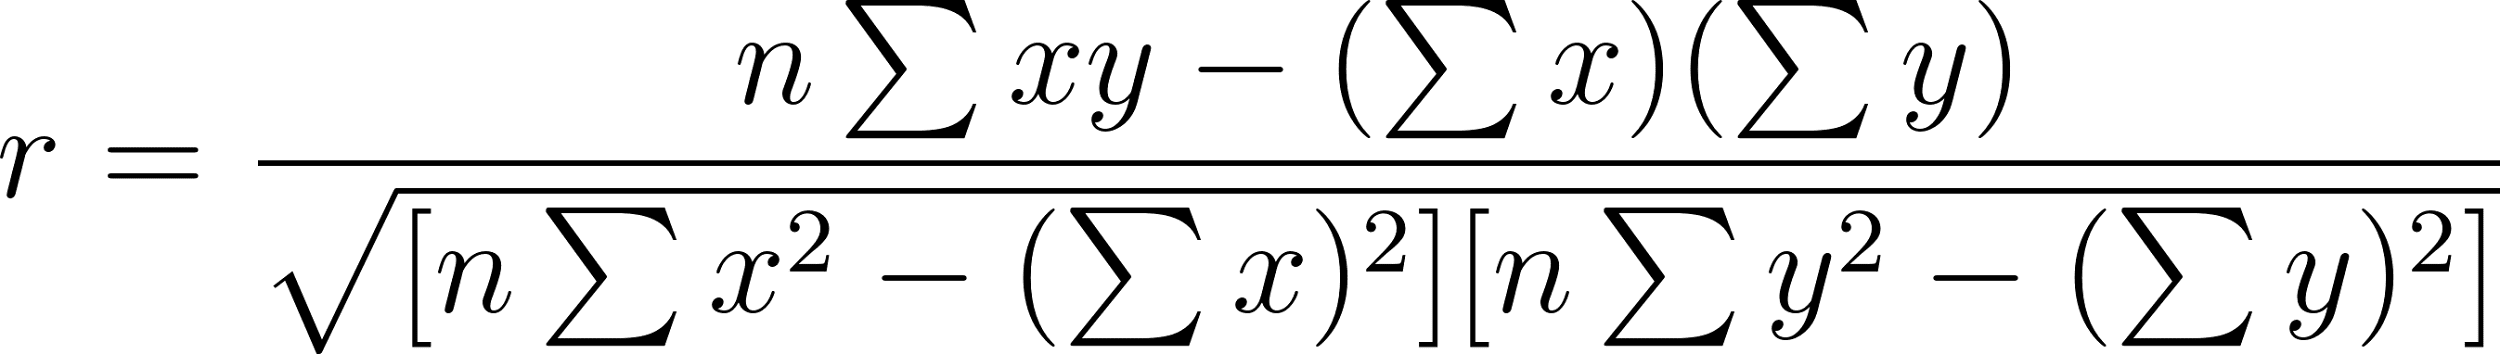 r = \frac{n \sum xy - (\sum x)(\sum y)}{\sqrt{[n \sum x^2 - (\sum x)^2][n \sum y^2 - (\sum y)^2]}}